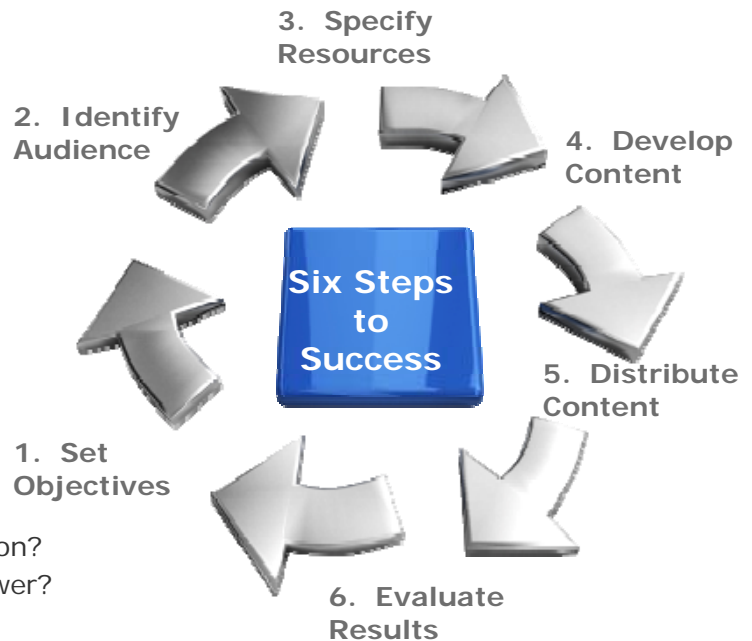 3. Specify
Resources
2. Identify
Audience
4. Develop
Content
Six Steps
to
Success
5. Distribute
Content
1. Set
Objectives
on?
wer?
6. Evaluate
Results